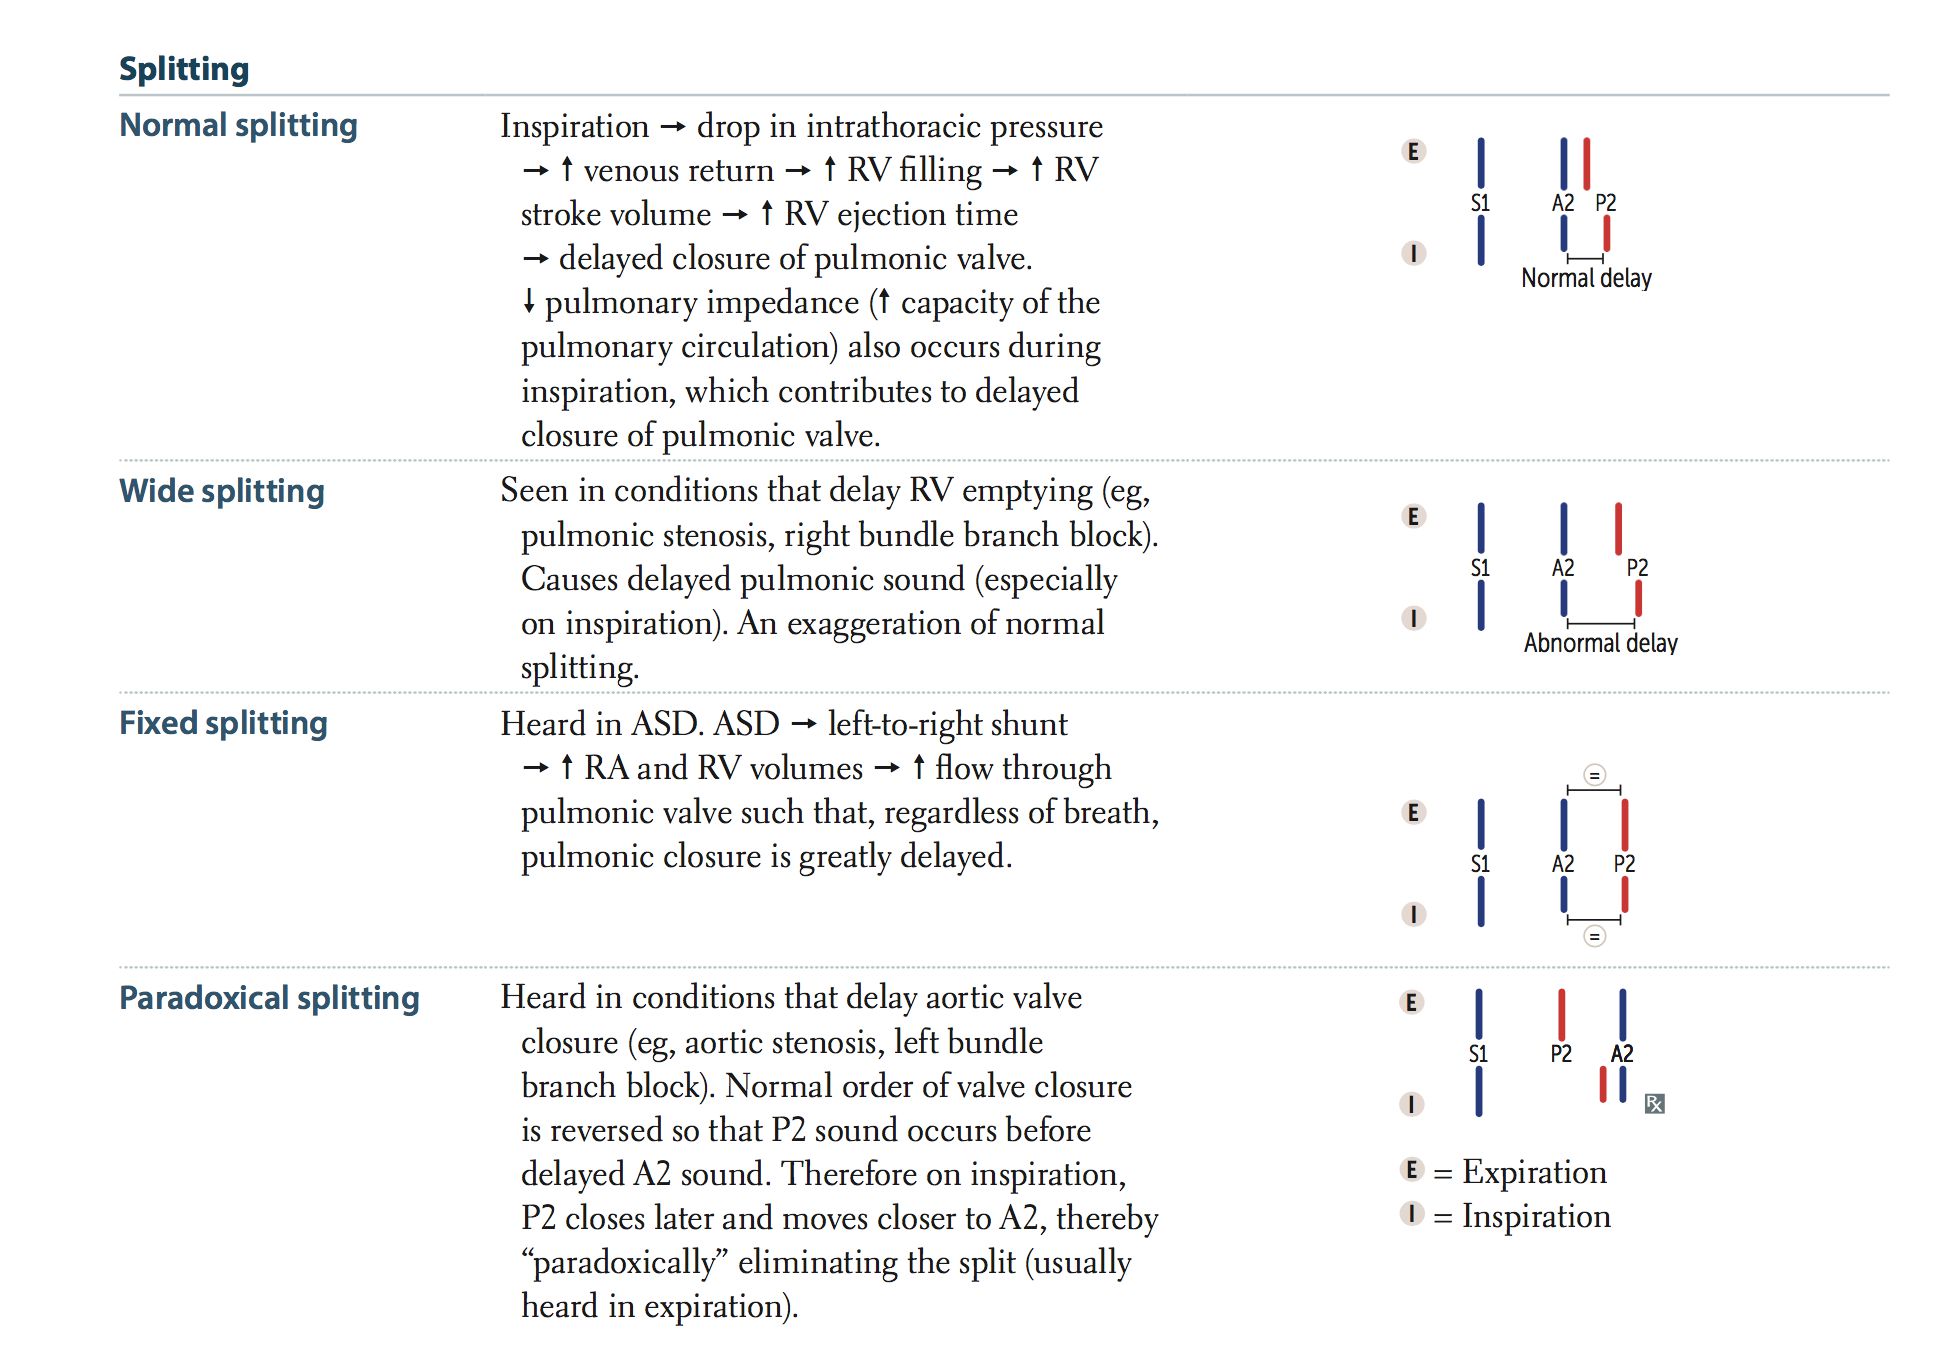 Splitting
Normal splitting
Inspiration → drop in intrathoracic pressure
→ ↑ venous return → ↑ RV filling → ↑ RV
stroke volume → ↑ RV ejection time
→ delayed closure of pulmonic valve.
↓ pulmonary impedance (↑ capacity of the
pulmonary circulation) also occurs during
inspiration, which contributes to delayed
closure of pulmonic valve.
E
S1 A2 P2
I
Normal delay
Wide splitting
Seen in conditions that delay RV emptying (eg,
pulmonic stenosis, right bundle branch block).
Causes delayed pulmonic sound (especially
on inspiration). An exaggeration of normal
splitting.
E
S1 A2 P2
I
Abnormal delay
Fixed splitting
Heard in ASD. ASD → left-to-right shunt
→ ↑ RA and RV volumes → ↑ flow through
pulmonic valve such that, regardless of breath,
pulmonic closure is greatly delayed.
=
E
S1 A2 P2
I
=
Paradoxical splitting
Heard in conditions that delay aortic valve
closure (eg, aortic stenosis, left bundle
branch block). Normal order of valve closure
is reversed so that P2 sound occurs before
delayed A2 sound. Therefore on inspiration,
P2 closes later and moves closer to A2, thereby
“paradoxically” eliminating the split (usually
heard in expiration).
E
S1 P2 A2
I
Rx
E = Expiration
I = Inspiration